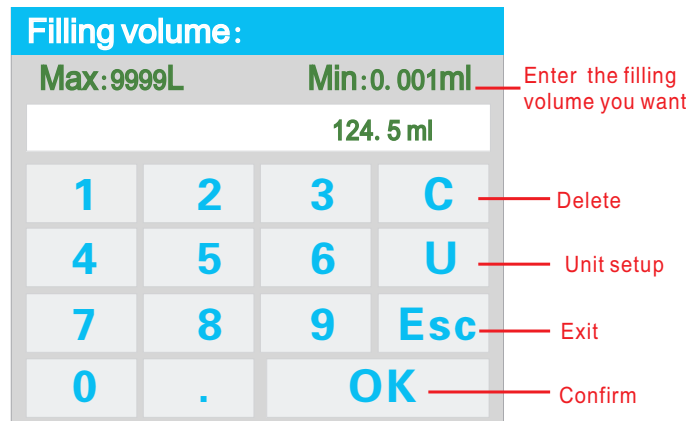 Filling volume:
Max:9999L Min:0. 001ml
Enter the filling
volume you want
124. 5 ml
1 2 3 C Delete
4 5 6 U Unit setup
7 8 9 Esc Exit
0 . OK Confirm